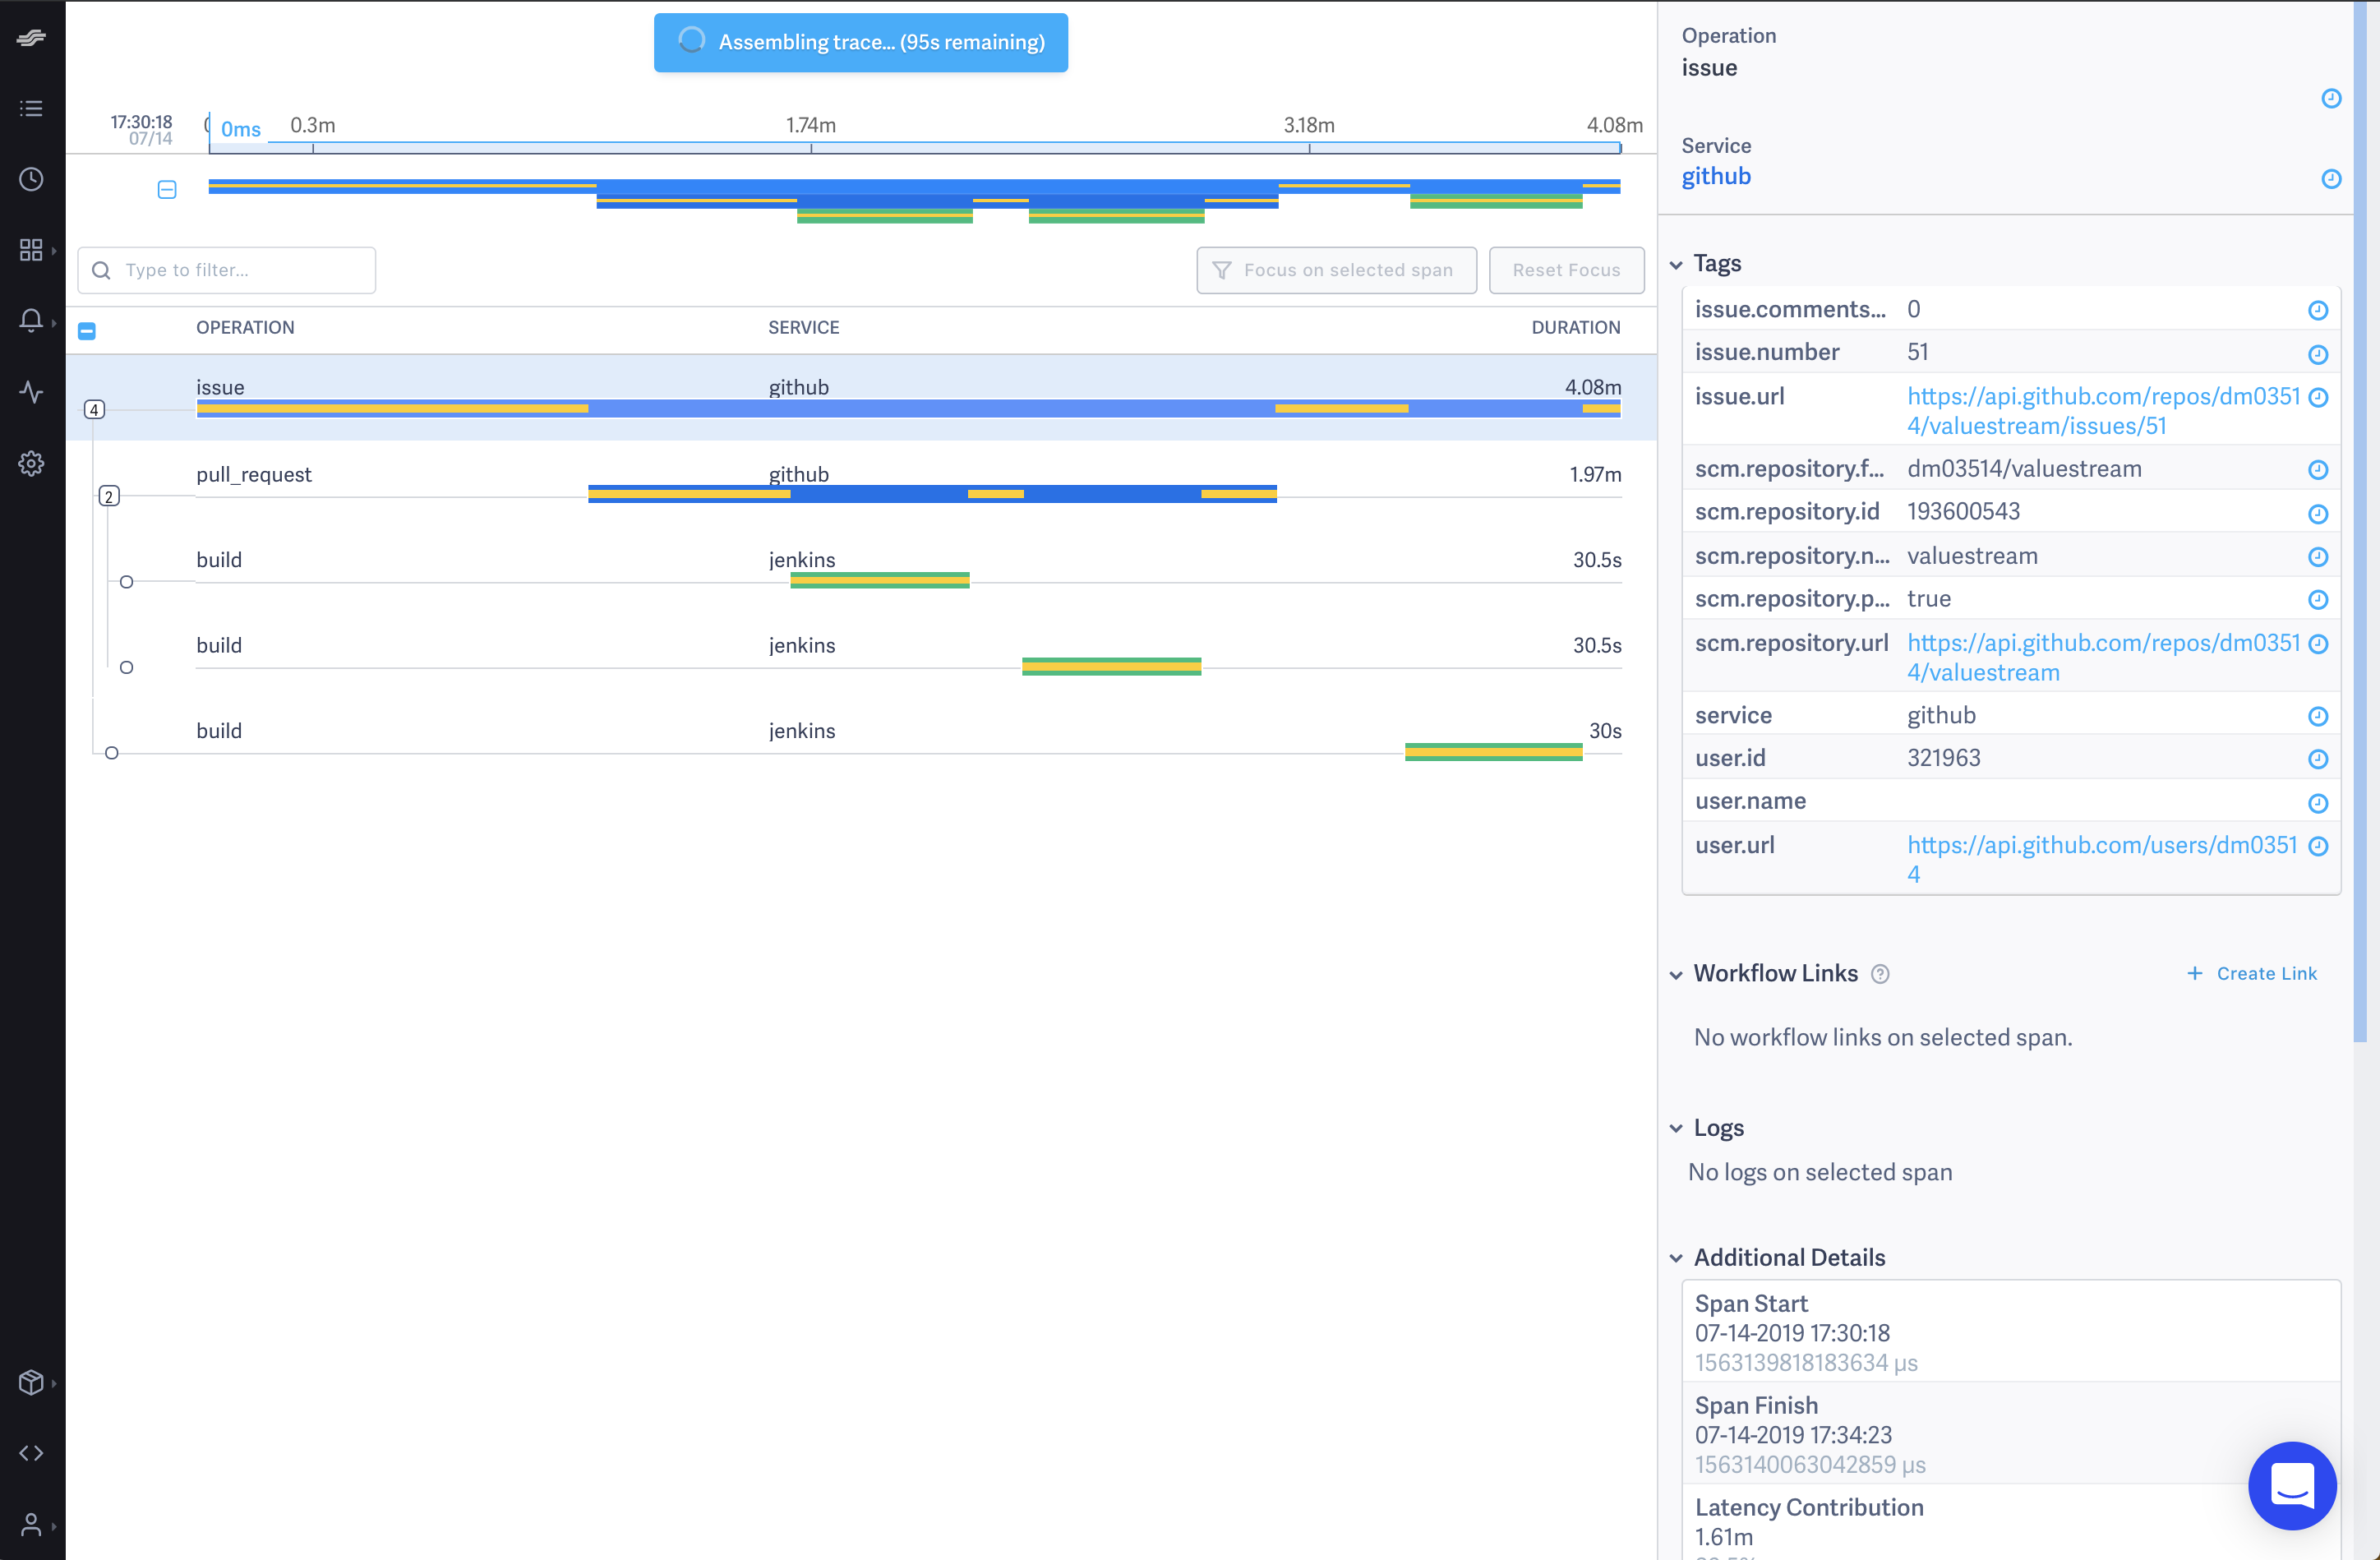 Assembling trace... (95s remaining)
17:30:18
07/14
0ms
0.3m
1.74m
3.18m
4.08m
Type to filter...
Focus on selected span
Reset Focus
OPERATION SERVICE DURATION
issue github 4.08m
4
pull_request github 1.97m
2
build jenkins 30.5s
build jenkins 30.5s
build jenkins 30s
Operation
issue
Service
github
Tags
issue.comments... 0
issue.number 51
issue.url https://api.github.com/repos/dm0351
4/valuestream/issues/51
scm.repository.f... dm03514/valuestream
scm.repository.id 193600543
scm.repository.n... valuestream
scm.repository.p... true
scm.repository.url https://api.github.com/repos/dm0351
4/valuestream
service github
user.id 321963
user.name
user.url https://api.github.com/users/dm0351
4
Workflow Links ? + Create Link
No workflow links on selected span.
Logs
No logs on selected span
Additional Details
Span Start
07-14-2019 17:30:18
1563139818183634 µs
Span Finish
07-14-2019 17:34:23
1563140063042859 µs
Latency Contribution
1.61m